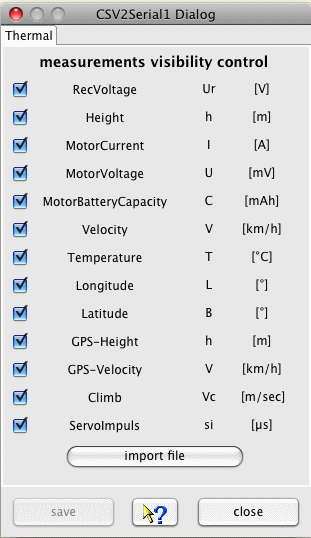 CSV2Serial1 Dialog
Thermal
measurements visibility control
RecVoltage Ur [V]
Height h [m]
MotorCurrent I [A]
MotorVoltage U [mV]
MotorBatteryCapacity C [mAh]
Velocity V [km/h]
Temperature T [°C]
Longitude L [°]
Latitude B [°]
GPS-Height h [m]
GPS-Velocity V [km/h]
Climb Vc [m/sec]
ServoImpuls si [µs]
import file
save ? close